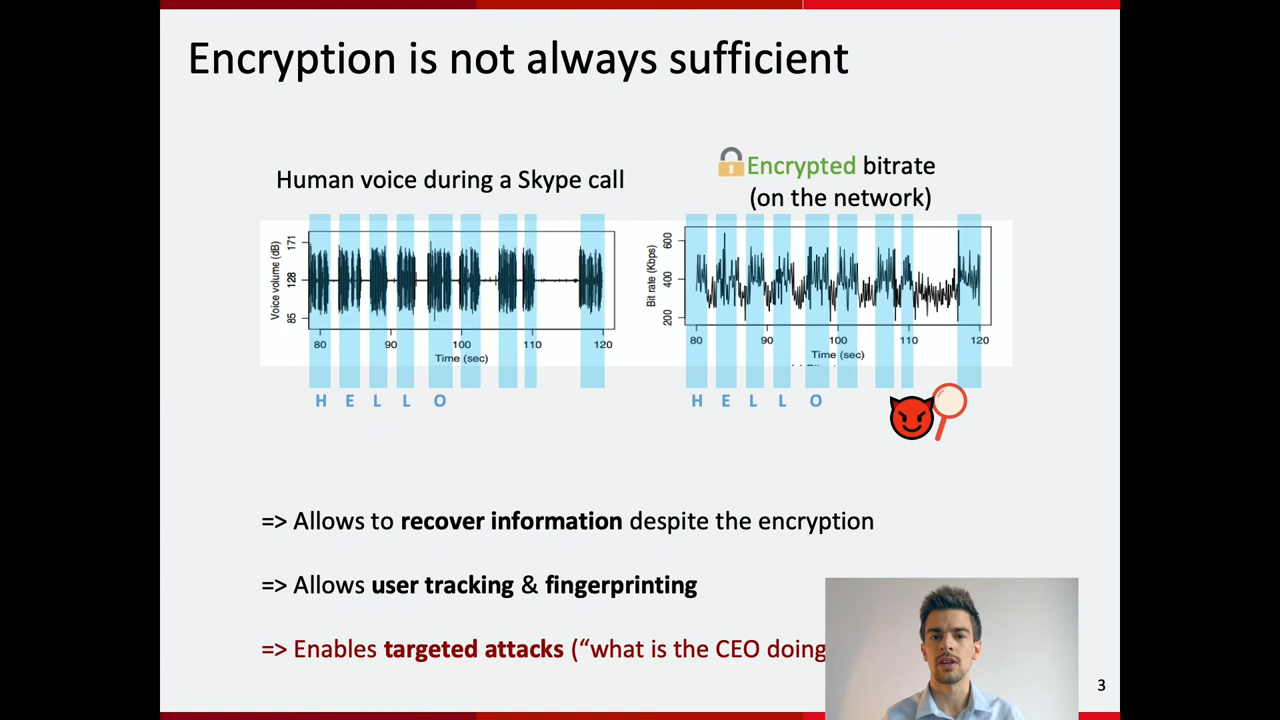 Encryption is not always sufficient
Human voice during a Skype call
Encrypted bitrate
(on the network)
Voice volume (dB)
171
128
85
80 90 100 110 120
Time (sec)
H E L L O
Bit rate (Kbps)
600
400
200
80 90 100 110 120
Time (sec)
H E L L O
=> Allows to recover information despite the encryption
=> Allows user tracking & fingerprinting
=> Enables targeted attacks (“what is the CEO doing
3